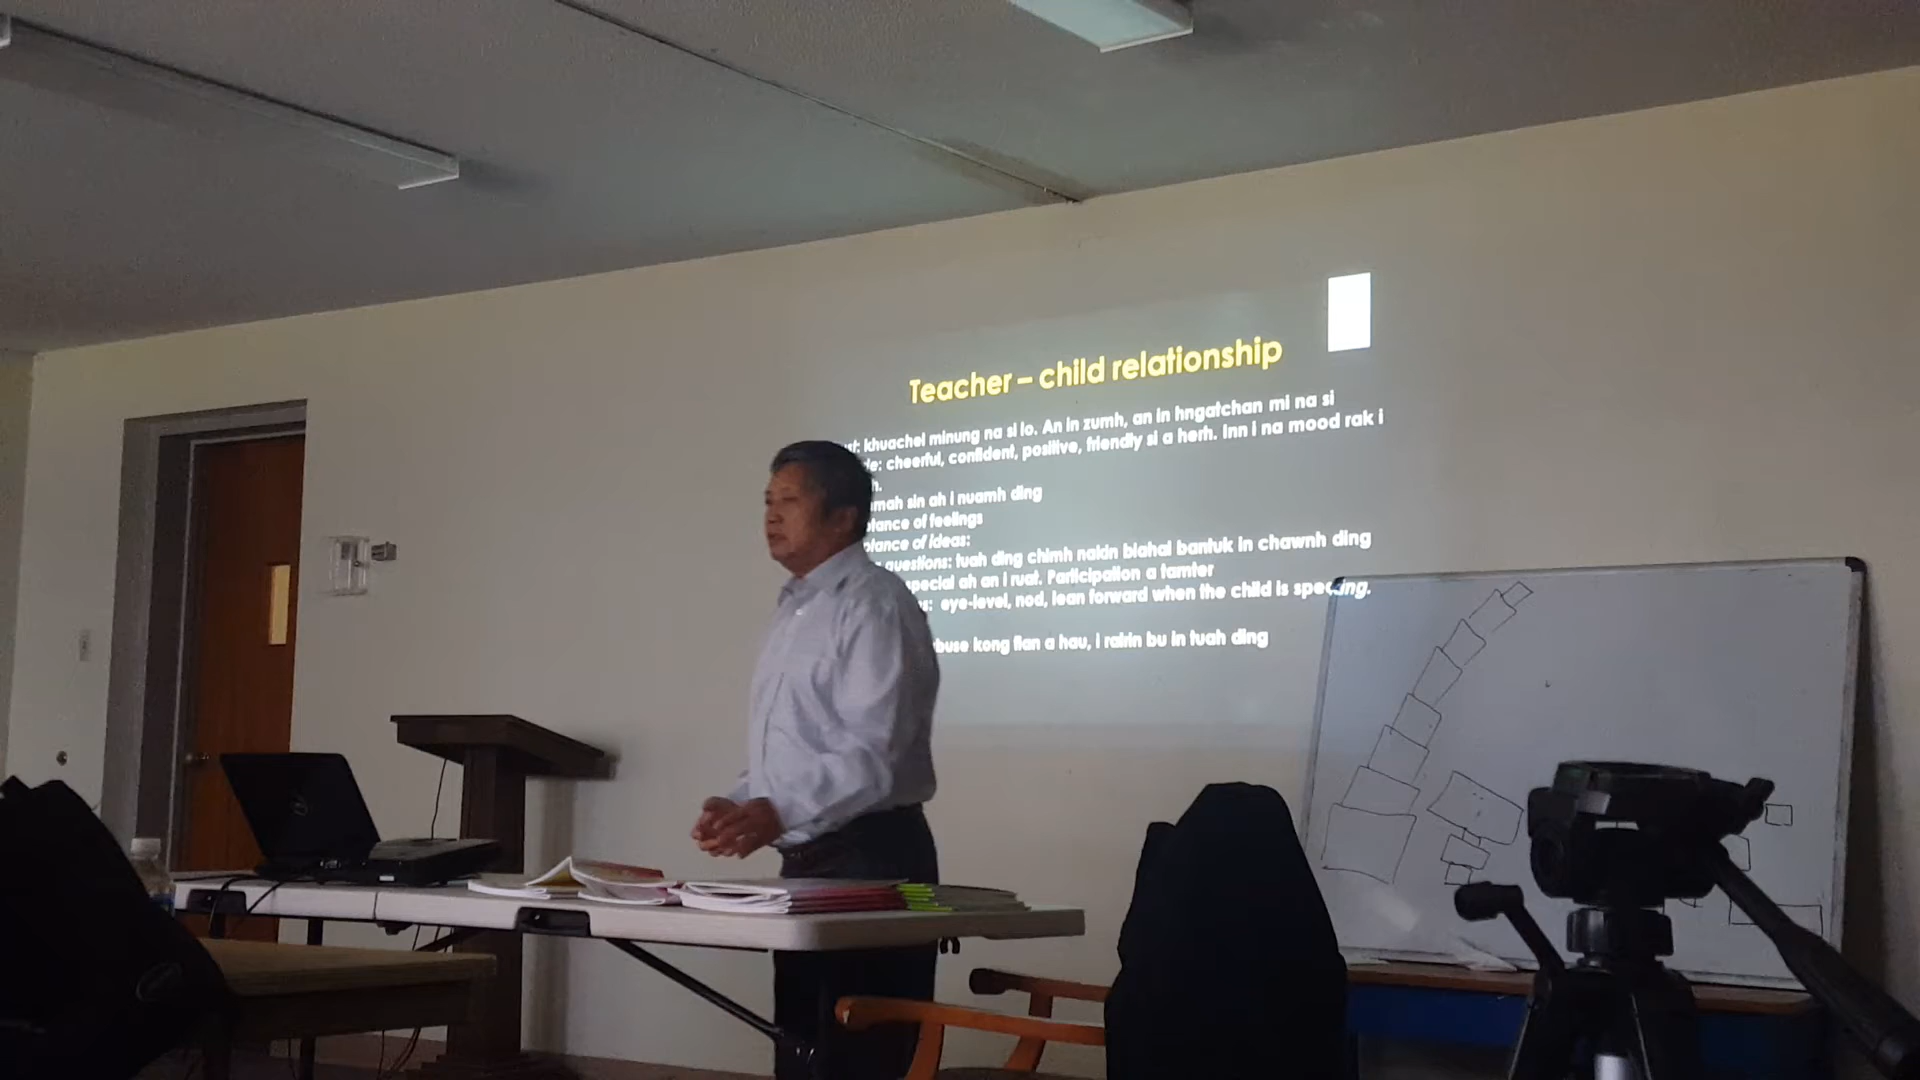 Teacher – child relationship
khuachel minung na si lo. An in zumh, an in hngatchan mi na si
cheerful, confident, positive, friendly si a herh. Inn i na mood rak i
sin ah i nuamh ding
of feelings
of ideas:
questions: tuah ding chimh nakin biahal bantuk in chawnh ding
special ah an i ruat. Participation a tamter
eye-level, nod, lean forward when the child is speaking.
kong tian a hau, i ralrin bu in tuah ding